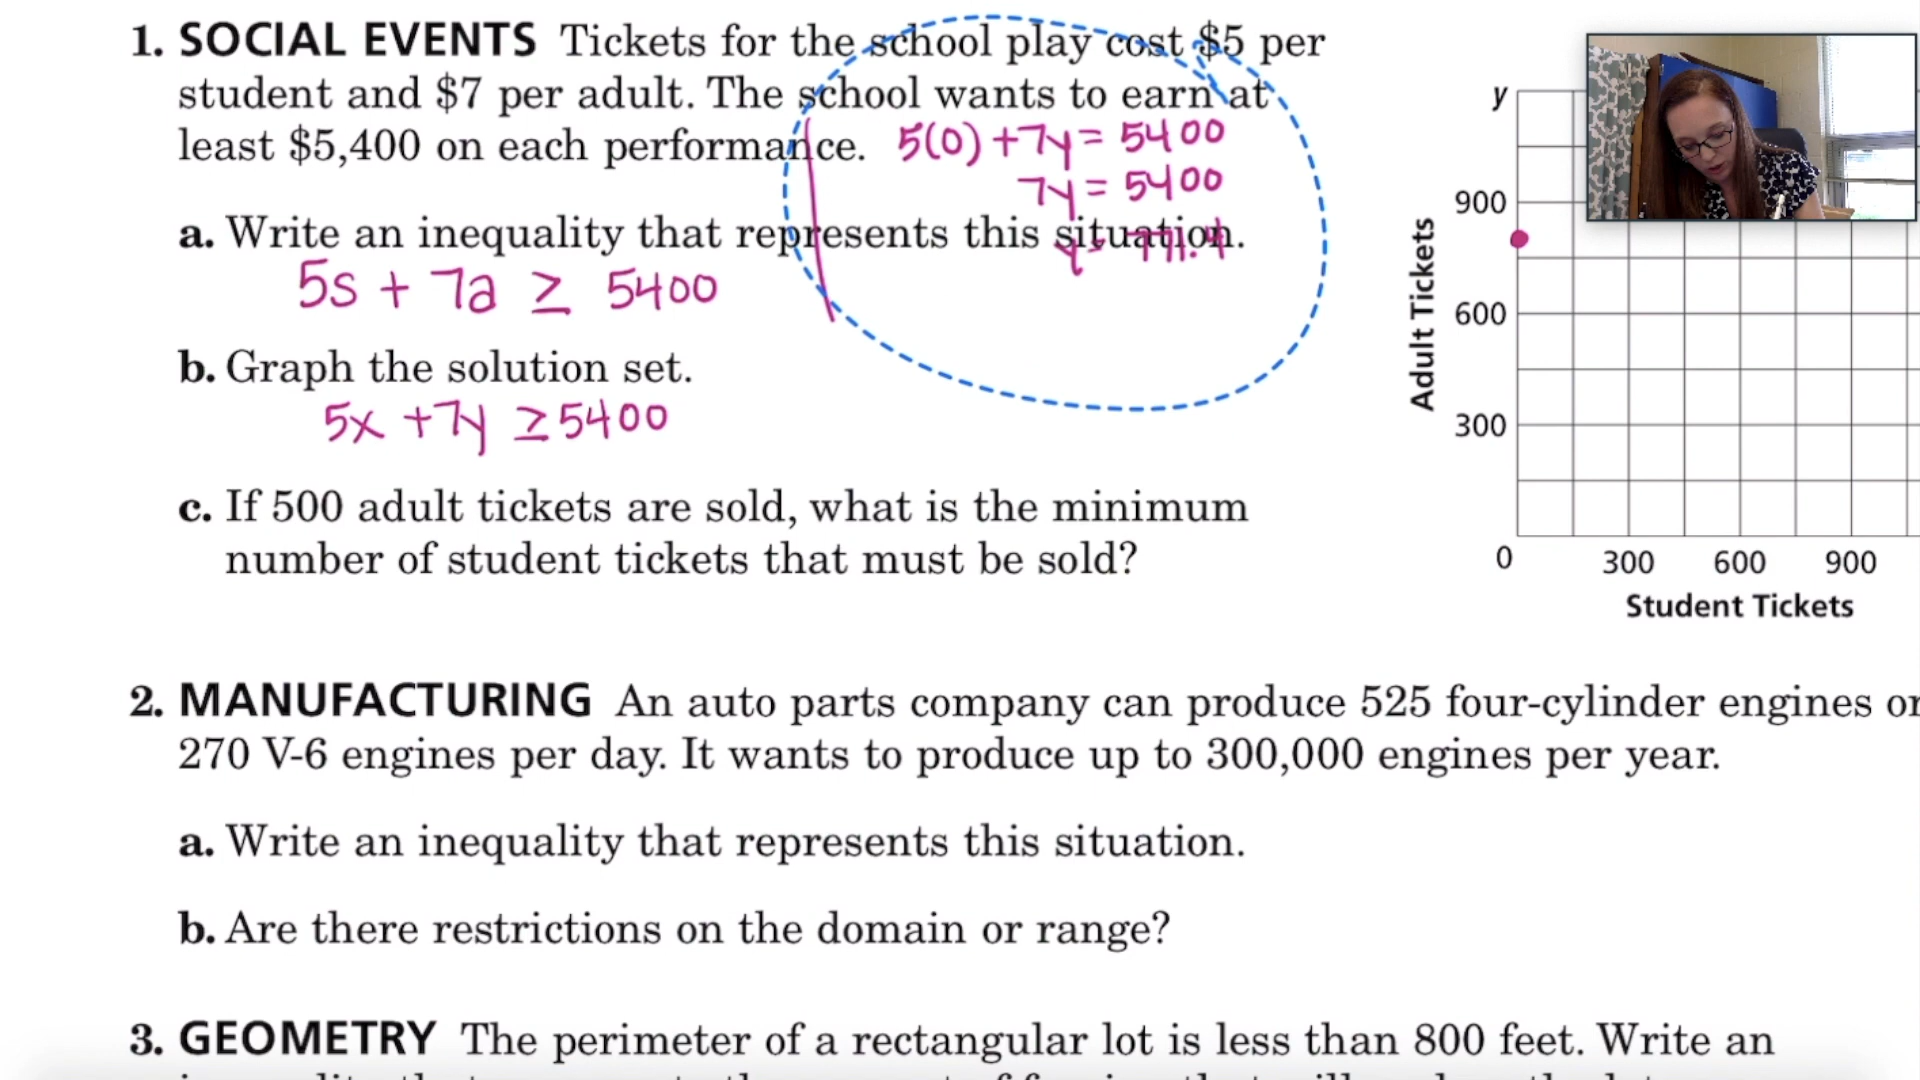 1. SOCIAL EVENTS Tickets for the school play cost $5 per
student and $7 per adult. The school wants to earn at
least $5,400 on each performance.
5(0) + 7y = 5400
7y = 5400
y = 771.4
a. Write an inequality that represents this situation.
5s + 7a ≥ 5400
b. Graph the solution set.
5x + 7y ≥ 5400
c. If 500 adult tickets are sold, what is the minimum
number of student tickets that must be sold?
y
900
600
300
0
300 600 900
Adult Tickets
Student Tickets
2. MANUFACTURING An auto parts company can produce 525 four-cylinder engines or
270 V-6 engines per day. It wants to produce up to 300,000 engines per year.
a. Write an inequality that represents this situation.
b. Are there restrictions on the domain or range?
3. GEOMETRY The perimeter of a rectangular lot is less than 800 feet. Write an